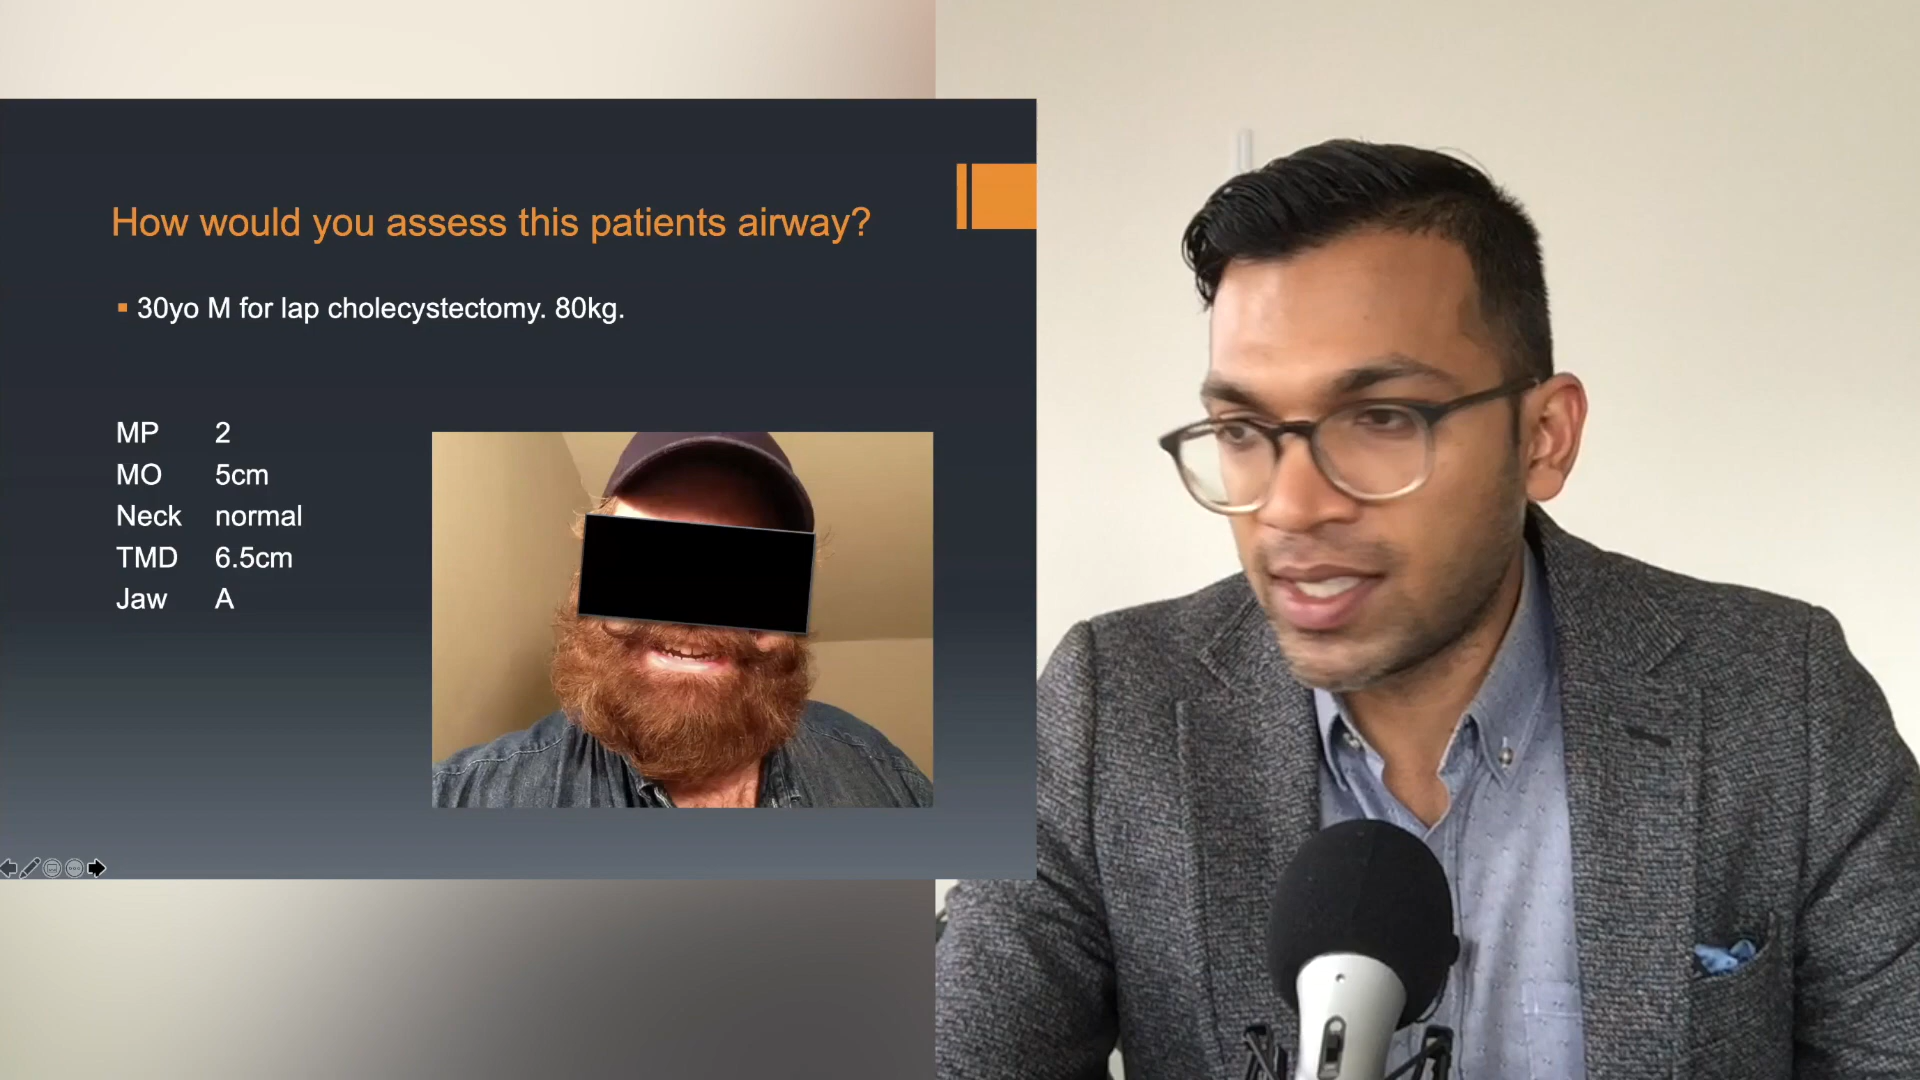 How would you assess this patients airway?
30yo M for lap cholecystectomy. 80kg.
MP 2
MO 5cm
Neck normal
TMD 6.5cm
Jaw A